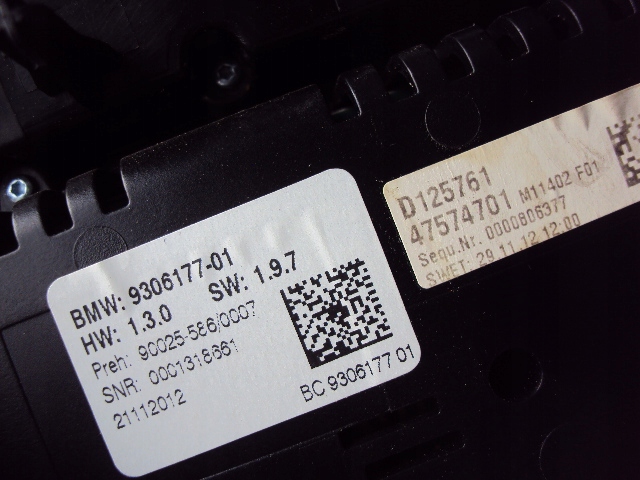 BMW: 9306177-01
HW: 1.3.0 SW: 1.9.7
Preh: 90025-586/0007
SNR: 0001318661
21112012
BC 9306177 01
D125761
47574701 M11402 F01
Sequ.Nr. 0000806377
SWET: 29.11.12 12:00